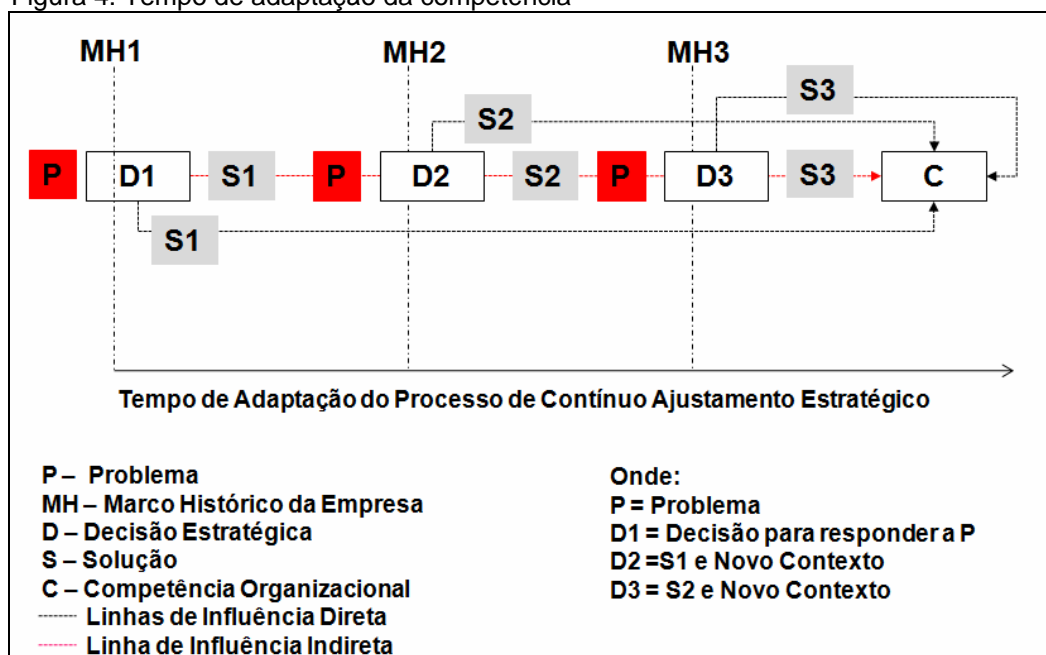 Figura 4. Tempo de adaptação da competência
MH1 MH2 MH3
S3
S2
P D1 S1 P D2 S2 P D3 S3 C
S1
Tempo de Adaptação do Processo de Contínuo Ajustamento Estratégico
P – Problema
MH – Marco Histórico da Empresa
D – Decisão Estratégica
S – Solução
C – Competência Organizacional
Linhas de Influência Direta
Linha de Influência Indireta
Onde:
P = Problema
D1 = Decisão para responder a P
D2 =S1 e Novo Contexto
D3 = S2 e Novo Contexto